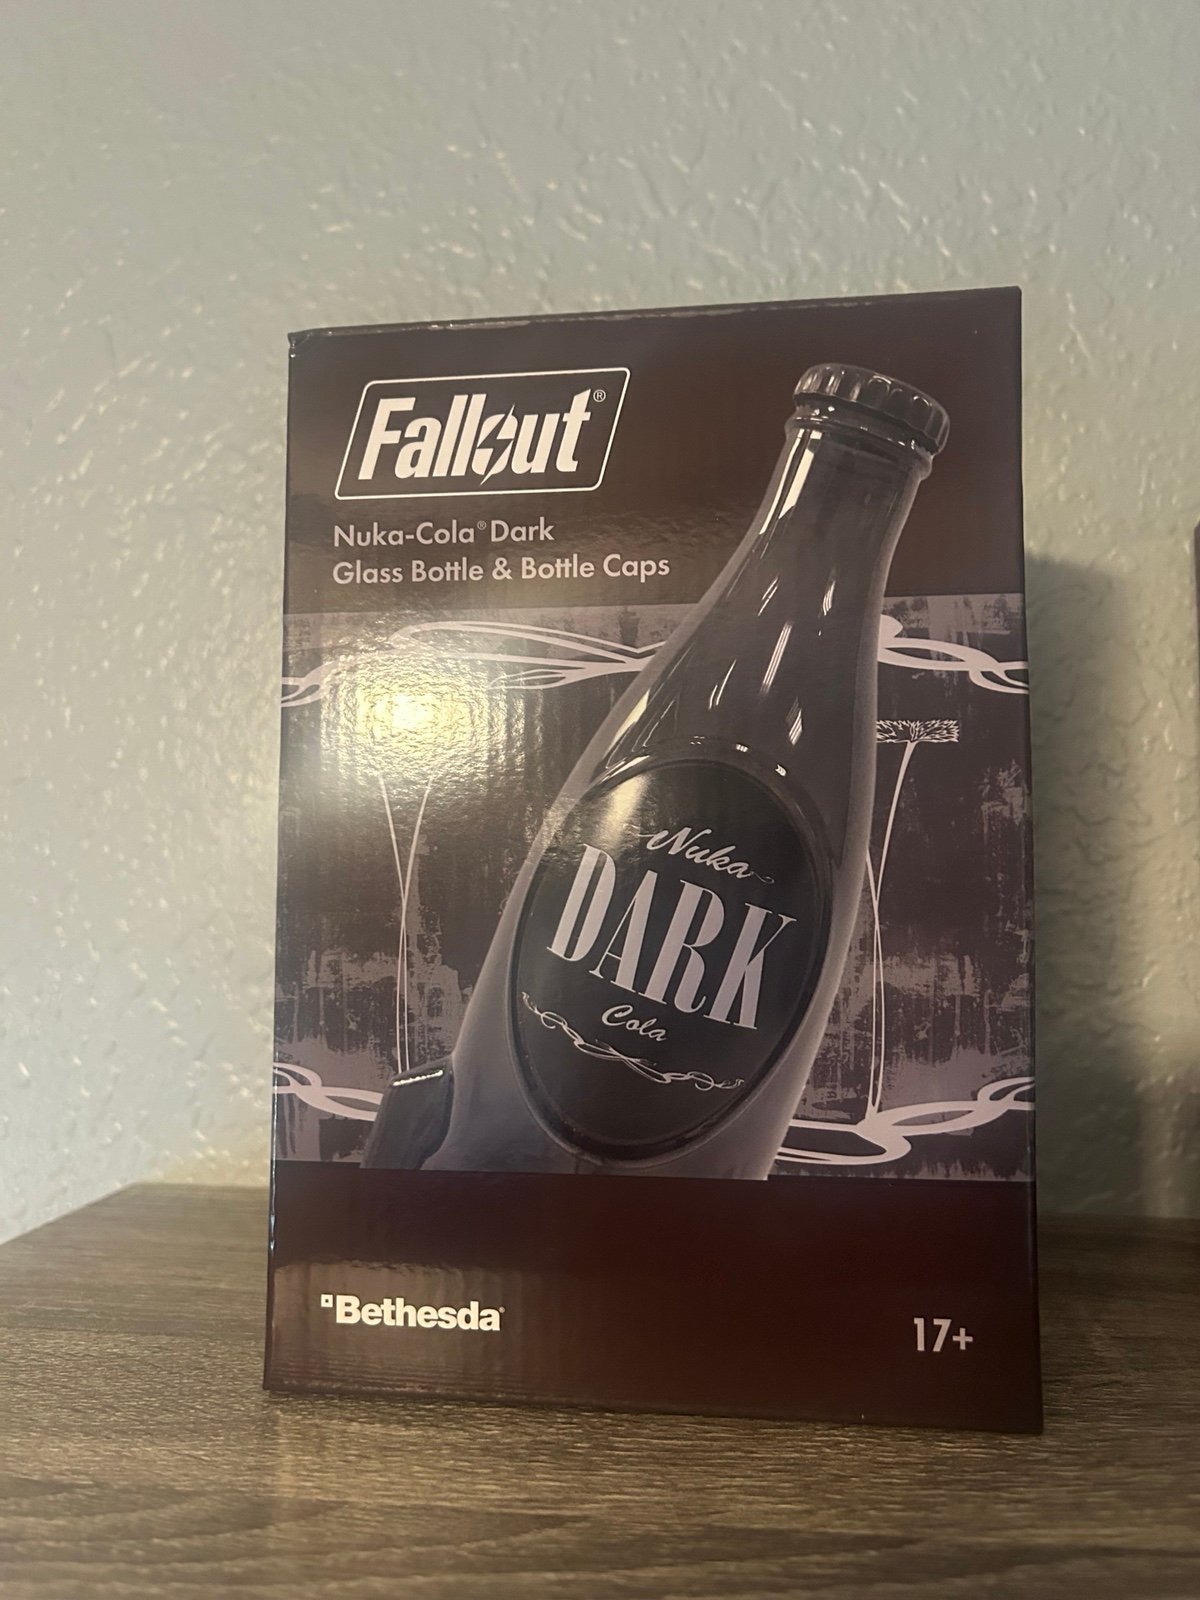 Fallout®
Nuka-Cola® Dark
Glass Bottle & Bottle Caps
Nuka
DARK
Cola
Bethesda®
17+